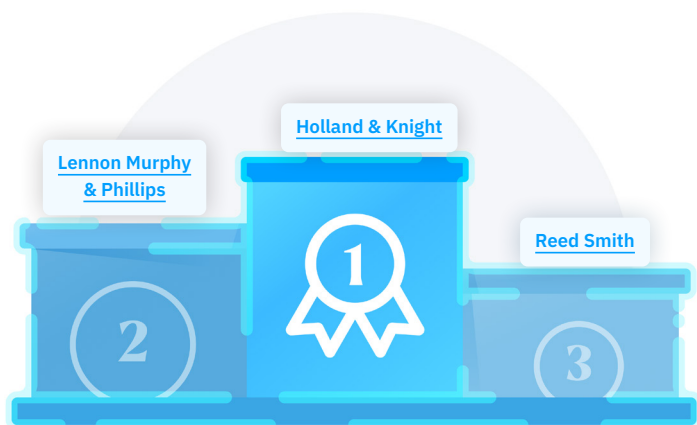 Holland & Knight
Lennon Murphy
& Phillips
Reed Smith
1
2
3